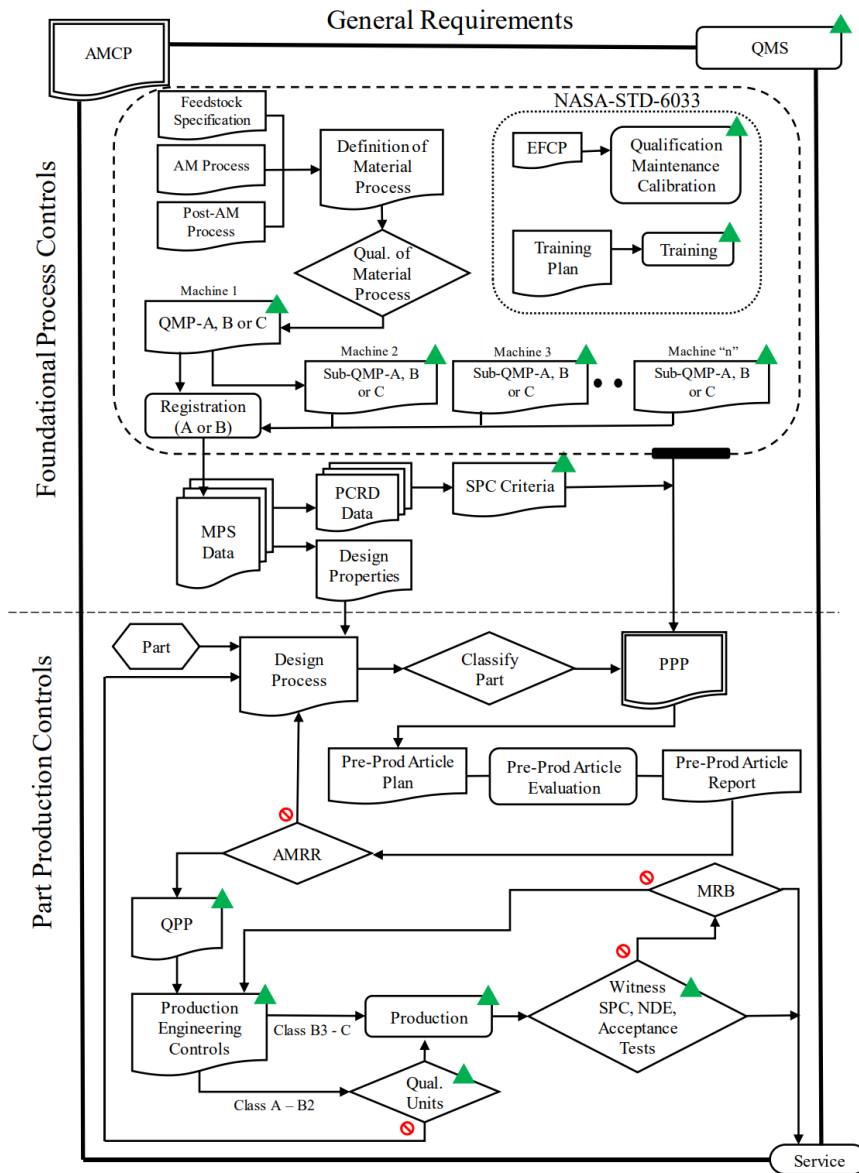 General Requirements
AMCP
QMS
Foundational Process Controls
NASA-STD-6033
Feedstock
Specification
AM Process
Post-AM
Process
Definition of
Material
Process
EFCP
Qualification
Maintenance
Calibration
Training
Plan
Training
Qual. of
Material
Process
Machine 1
QMP-A, B or C
Machine 2
Sub-QMP-A, B
or C
Machine 3
Sub-QMP-A, B
or C
Machine “n”
Sub-QMP-A, B
or C
Registration
(A or B)
MPS
Data
PCRD
Data
SPC Criteria
Design
Properties
Part Production Controls
Part
Design
Process
Classify
Part
PPP
Pre-Prod Article
Plan
Pre-Prod Article
Evaluation
Pre-Prod Article
Report
AMRR
MRB
QPP
Production
Engineering
Controls
Class B3 - C
Production
Witness
SPC, NDE,
Acceptance
Tests
Class A – B2
Qual.
Units
Service